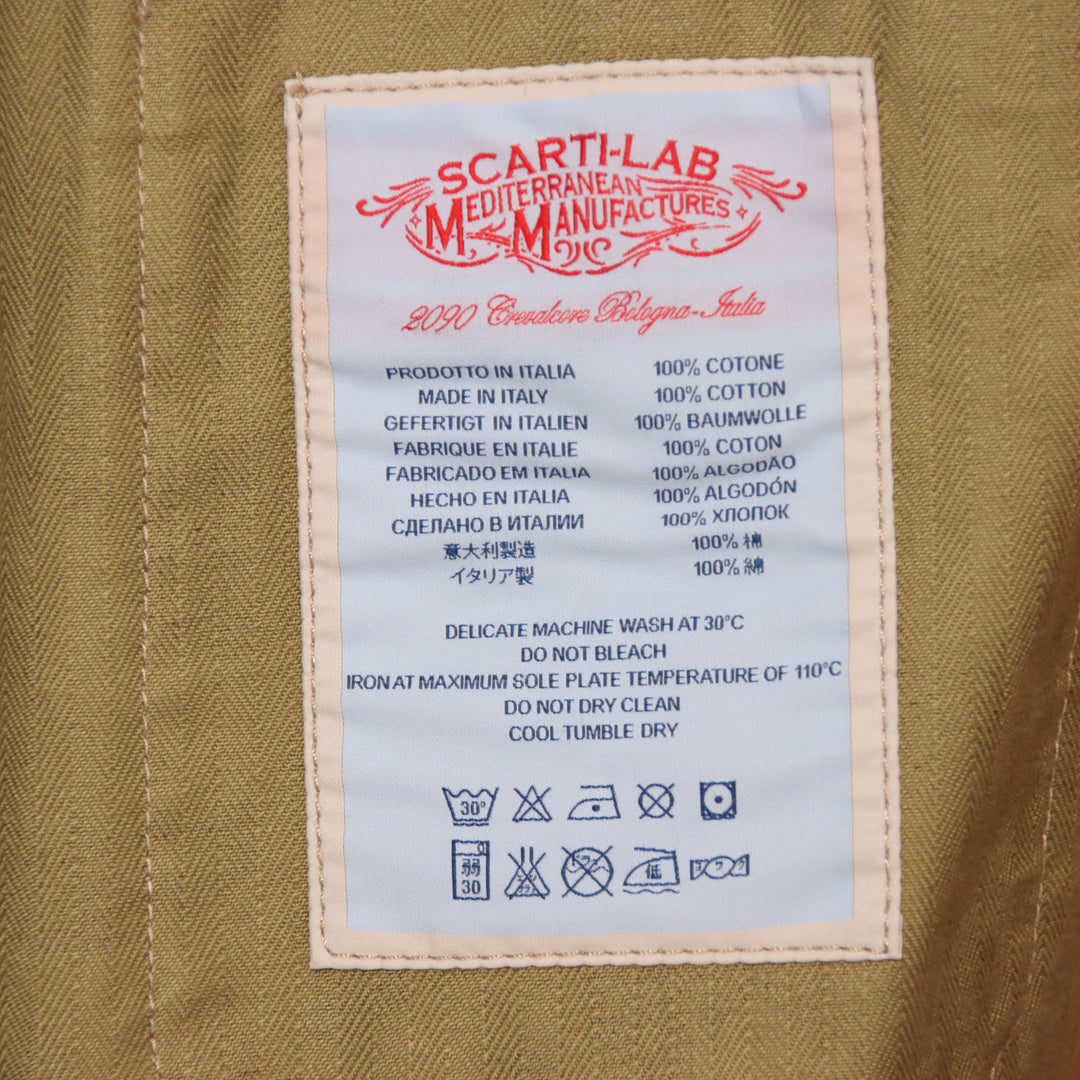 SCARTI-LAB
MEDITERRANEAN
MANUFACTURES
2090 Crevalcore Bologna-Italia
PRODOTTO IN ITALIA 100% COTONE
MADE IN ITALY 100% COTTON
GEFERTIGT IN ITALIEN 100% BAUMWOLLE
FABRIQUE EN ITALIE 100% COTON
FABRICADO EM ITALIA 100% ALGODÃO
HECHO EN ITALIA 100% ALGODÓN
СДЕЛАНО В ИТАЛИИ 100% ХЛОПОК
意大利製造 100% 棉
イタリア製 100% 綿
DELICATE MACHINE WASH AT 30°C
DO NOT BLEACH
IRON AT MAXIMUM SOLE PLATE TEMPERATURE OF 110°C
DO NOT DRY CLEAN
COOL TUMBLE DRY
30°
弱 30 低